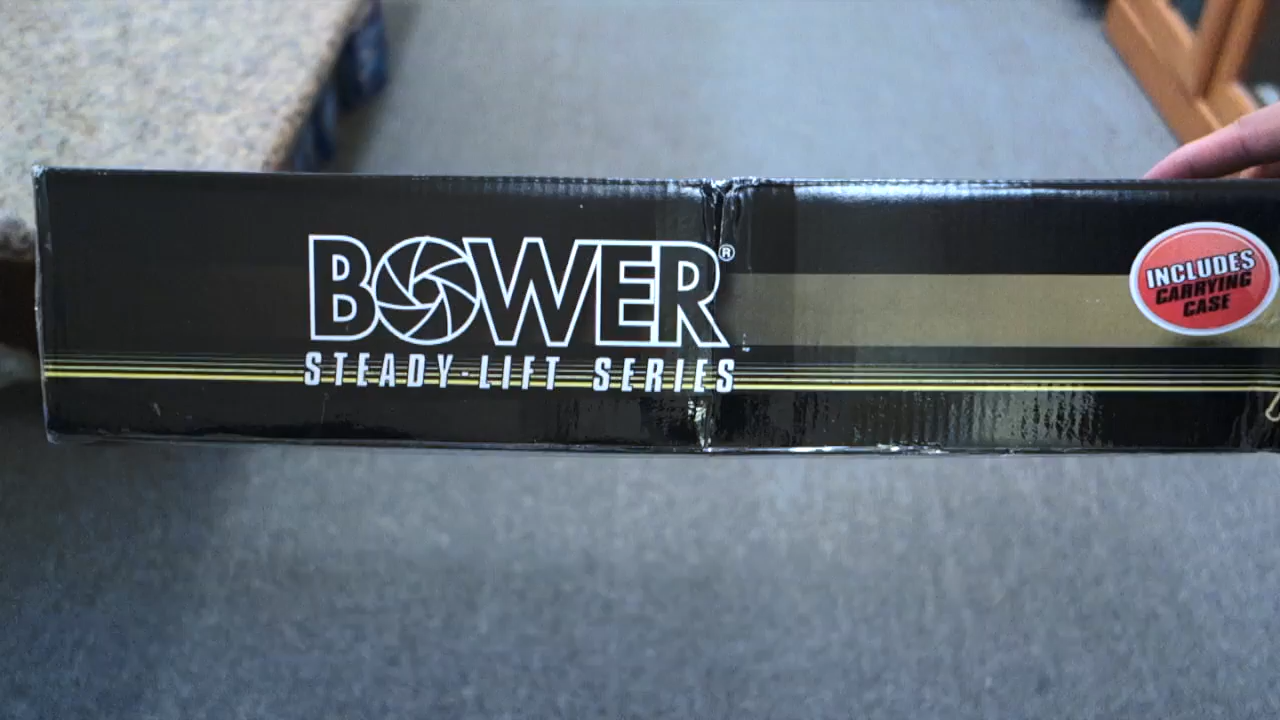 BOWER®
STEADY-LIFT SERIES
INCLUDES
CARRYING
CASE